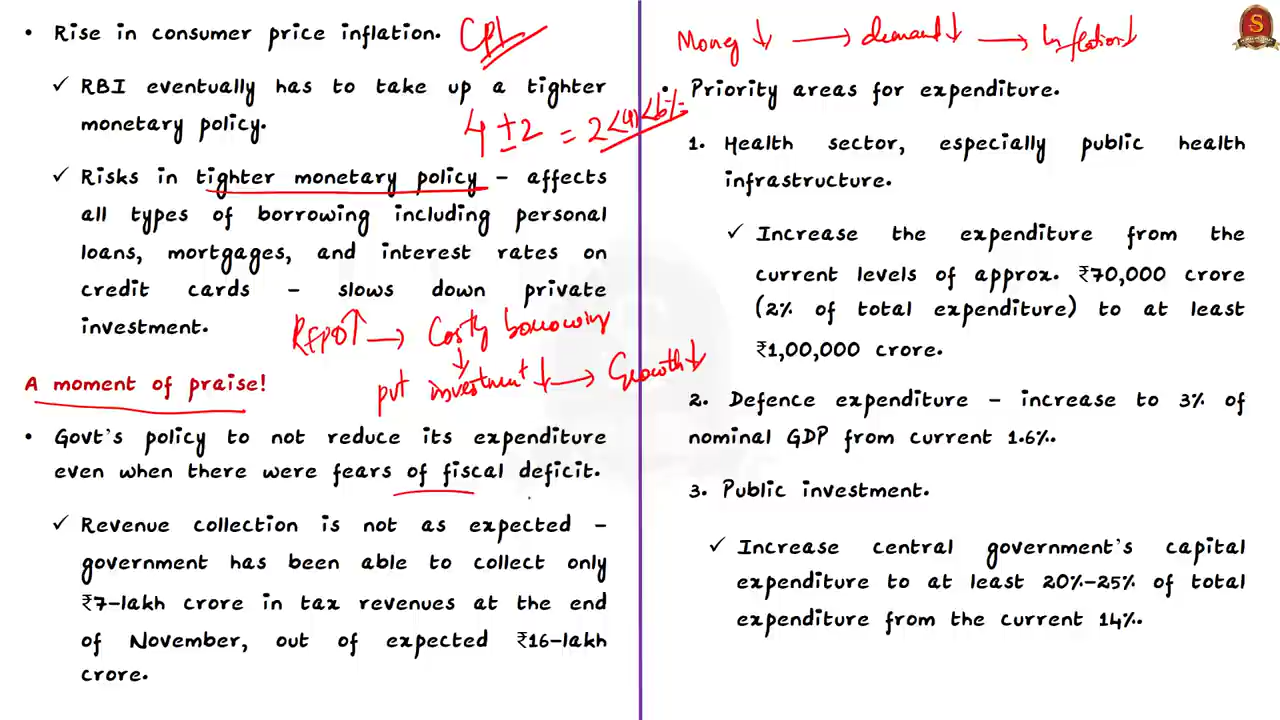 • Rise in consumer price inflation. CPI
✓ RBI eventually has to take up a tighter
monetary policy.
4 ± 2 = 2<(4)<6%
✓ Risks in tighter monetary policy - affects
all types of borrowing including personal
loans, mortgages, and interest rates on
credit cards - slows down private
investment.
Repo↑ → Costly borrowing
↓
pvt investment ↓ → Growth↓
A moment of praise!
• Govt's policy to not reduce its expenditure
even when there were fears of fiscal deficit.
✓ Revenue collection is not as expected -
government has been able to collect only
₹7-lakh crore in tax revenues at the end
of November, out of expected ₹16-lakh
crore.
Money ↓ → demand ↓ → Inflation↓
• Priority areas for expenditure.
1. Health sector, especially public health
infrastructure.
✓ Increase the expenditure from the
current levels of approx. ₹70,000 crore
(2% of total expenditure) to at least
₹1,00,000 crore.
2. Defence expenditure - increase to 3% of
nominal GDP from current 1.6%.
3. Public investment.
✓ Increase central government's capital
expenditure to at least 20%-25% of total
expenditure from the current 14%.
S